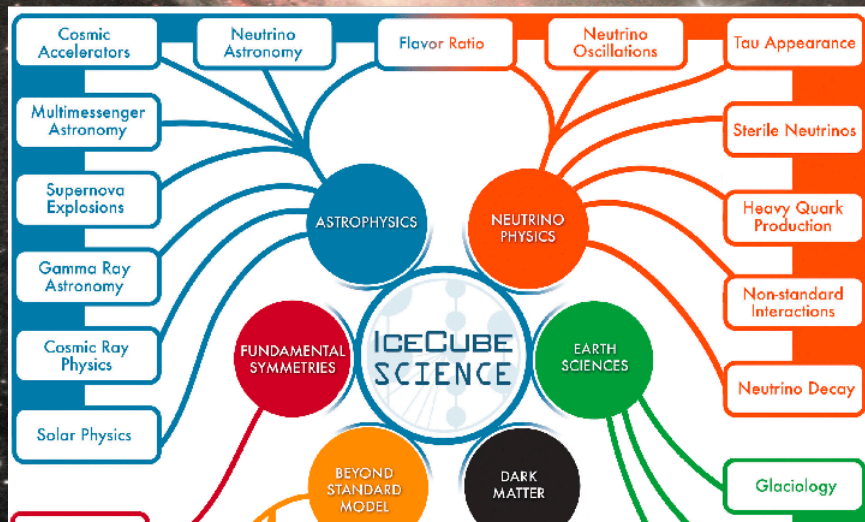 Cosmic
Accelerators
Neutrino
Astronomy
Flavor Ratio
Neutrino
Oscillations
Tau Appearance
Multimessenger
Astronomy
Sterile Neutrinos
Supernova
Explosions
ASTROPHYSICS
NEUTRINO
PHYSICS
Heavy Quark
Production
Gamma Ray
Astronomy
Non-standard
Interactions
Cosmic Ray
Physics
FUNDAMENTAL
SYMMETRIES
ICECUBE
SCIENCE
EARTH
SCIENCES
Neutrino Decay
Solar Physics
BEYOND
STANDARD
MODEL
DARK
MATTER
Glaciology